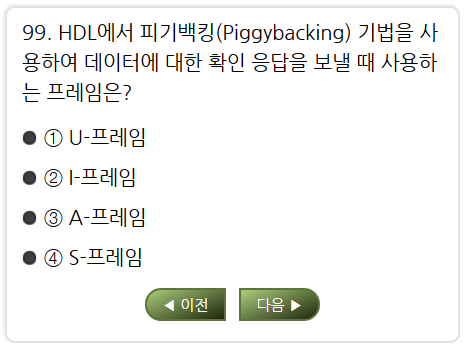 99. HDL에서 피기백킹(Piggybacking) 기법을 사
용하여 데이터에 대한 확인 응답을 보낼 때 사용하
는 프레임은?
● ① U-프레임
● ② I-프레임
● ③ A-프레임
● ④ S-프레임
◀ 이전 다음 ▶